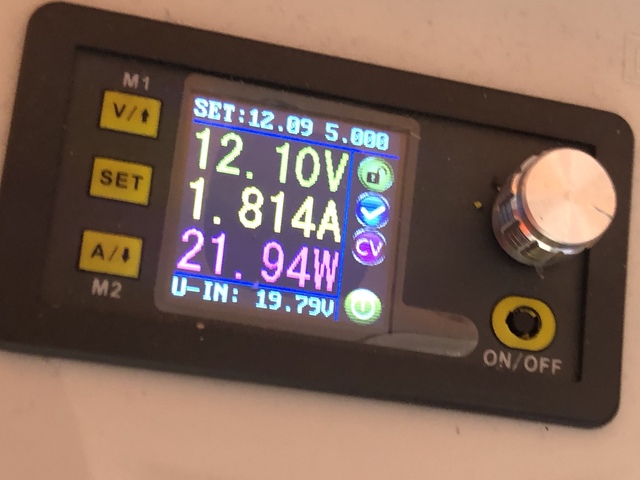 M1
V/⬆
SET
A/⬇
M2
SET:12.09 5.000
12.10V
1.814A
21.94W
U-IN: 19.79V
CV
ON/OFF